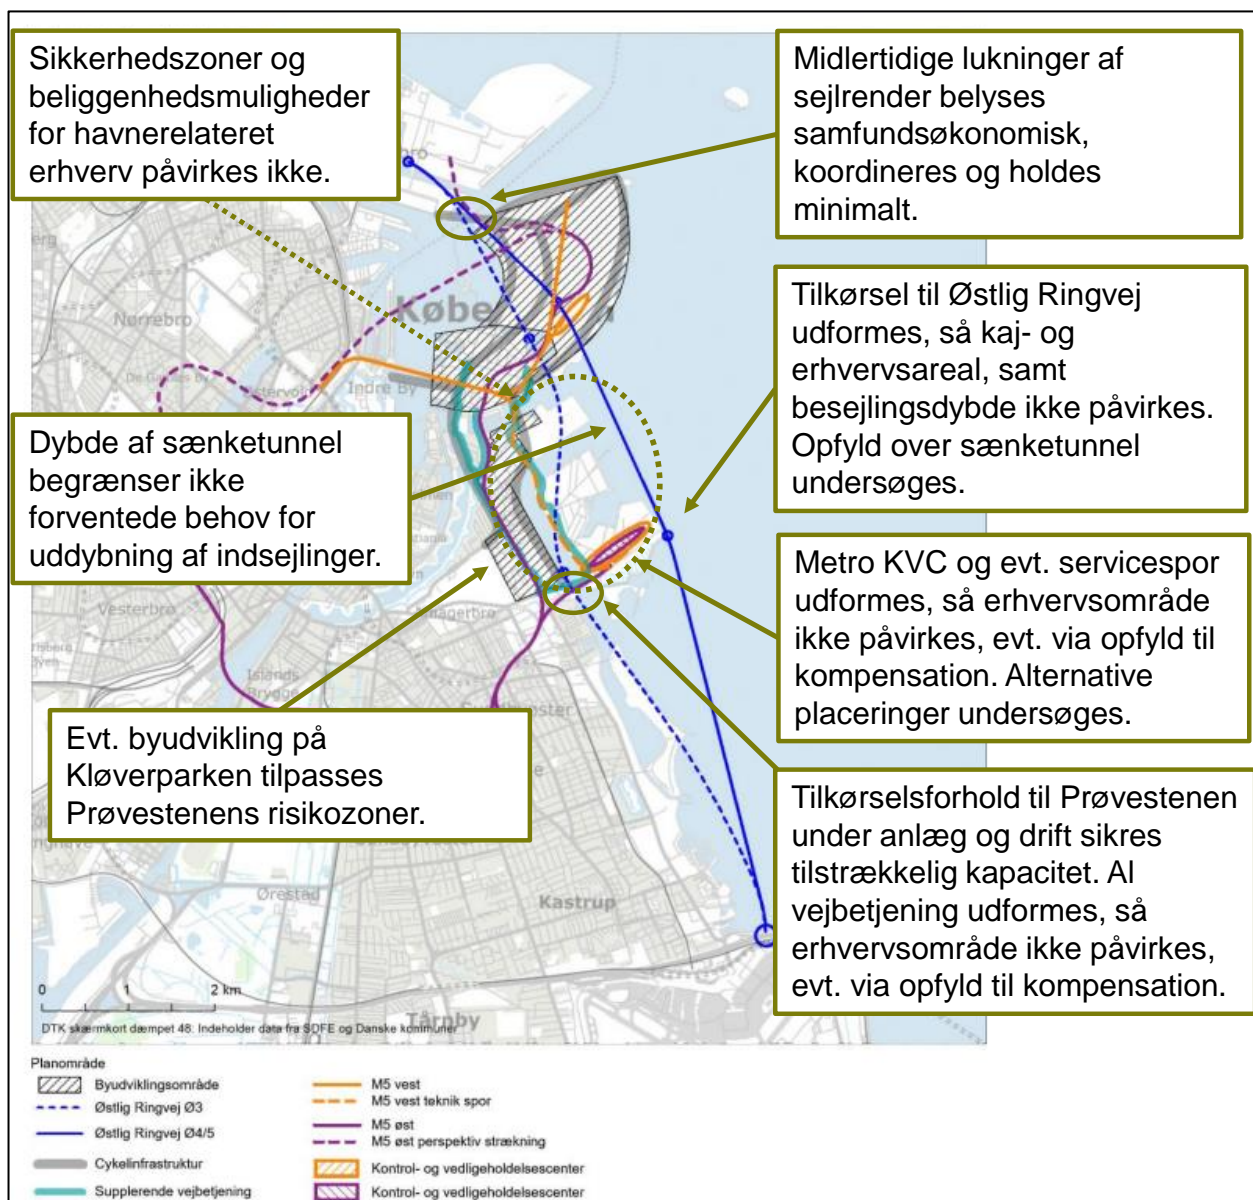 Sikkerhedszoner og
beliggenhedsmuligheder
for havnerelateret
erhverv påvirkes ikke.
Midlertidige lukninger af
sejlrender belyses
samfundsøkonomisk,
koordineres og holdes
minimalt.
Tilkørsel til Østlig Ringvej
udformes, så kaj- og
erhvervsareal, samt
besejlingsdybde ikke påvirkes.
Opfyld over sænketunnel
undersøges.
Nørrebro
Købe
Indre By
Dybde af sænketunnel
begrænser ikke
forventede behov for
uddybning af indsejlinger.
Metro KVC og evt. servicespor
udformes, så erhvervsområde
ikke påvirkes, evt. via opfyld til
kompensation. Alternative
placeringer undersøges.
Vesterbro
Islands
Brygge
Evt. byudvikling på
Kløverparken tilpasses
Prøvestenens risikozoner.
Tilkørselsforhold til Prøvestenen
under anlæg og drift sikres
tilstrækkelig kapacitet. Al
vejbetjening udformes, så
erhvervsområde ikke påvirkes,
evt. via opfyld til kompensation.
Ørestad
Kastrup
0 1 2 km
Tårnby
DTK skærmkort dæmpet 48: Indeholder data fra SDFE og Danske kommuner
Planområde
Byudviklingsområde
Østlig Ringvej Ø3
Østlig Ringvej Ø4/5
Cykelinfrastruktur
Supplerende vejbetjening
M5 vest
M5 vest teknik spor
M5 øst
M5 øst perspektiv strækning
Kontrol- og vedligeholdelsescenter
Kontrol- og vedligeholdelsescenter